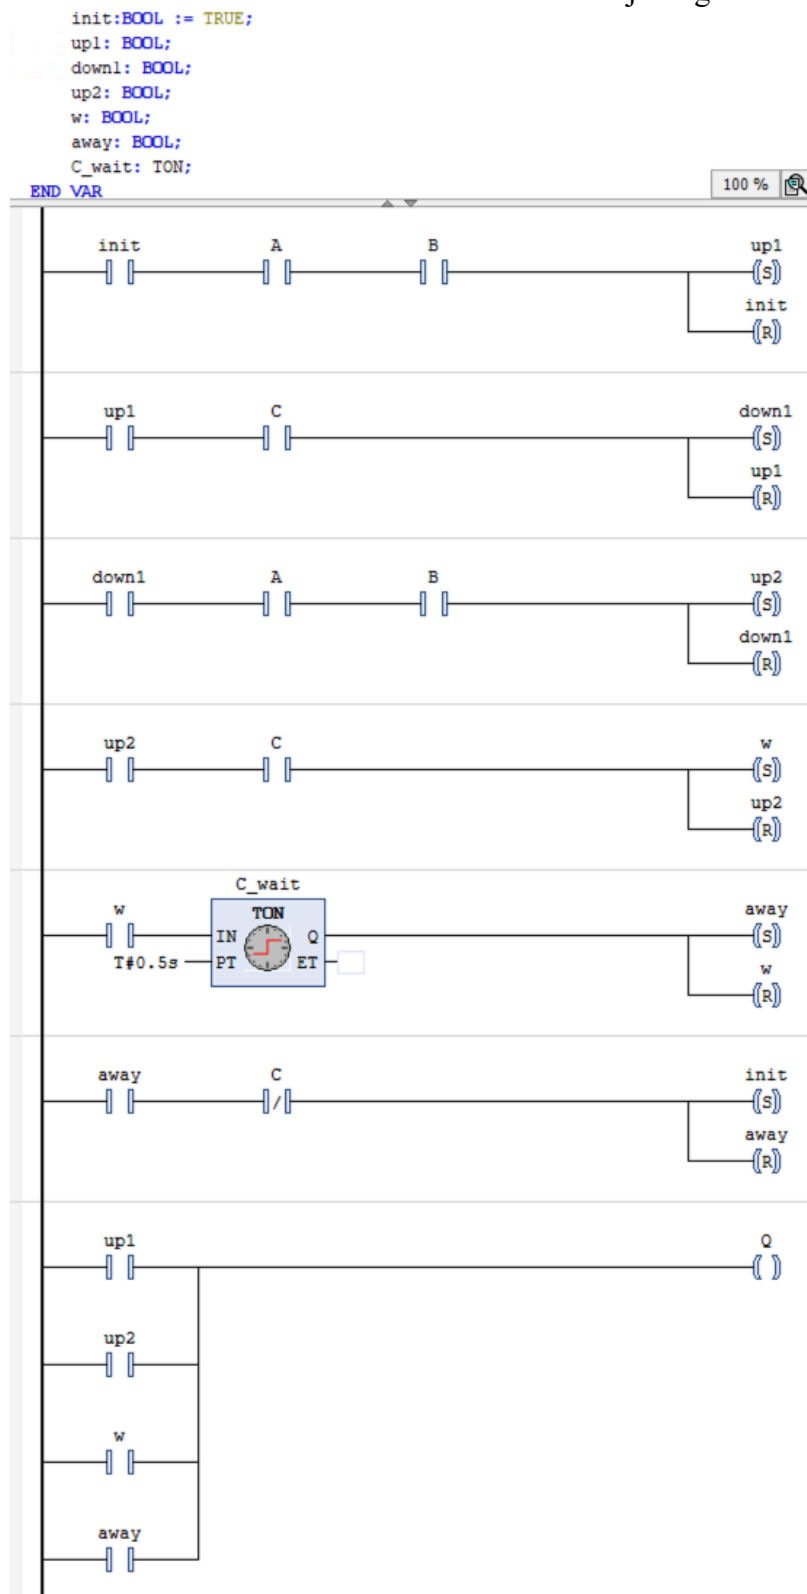 init:BOOL := TRUE;
up1: BOOL;
down1: BOOL;
up2: BOOL;
w: BOOL;
away: BOOL;
C_wait: TON;
END VAR
100 %
init A B up1
S
init
R
up1 C down1
S
up1
R
down1 A B up2
S
down1
R
up2 C w
S
up2
R
C_wait
w TON away
IN Q S
T#0.5s PT ET w
R
away C init
/ S
away
R
up1 Q
up2
w
away